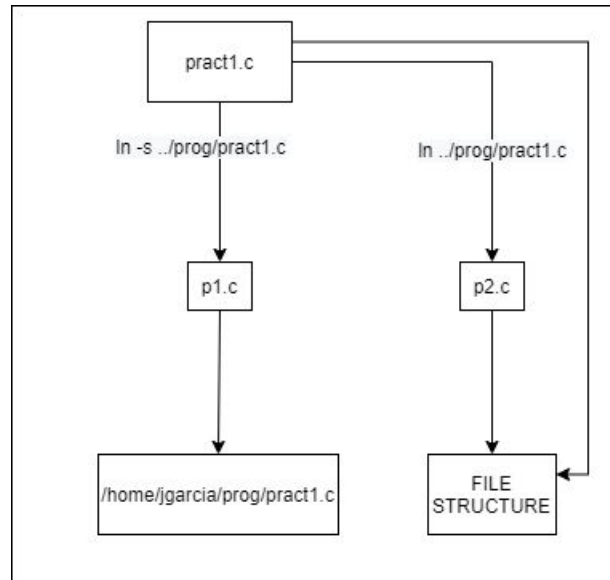 pract1.c
ln -s ../prog/pract1.c
ln ../prog/pract1.c
p1.c
p2.c
/home/jgarcia/prog/pract1.c
FILE
STRUCTURE